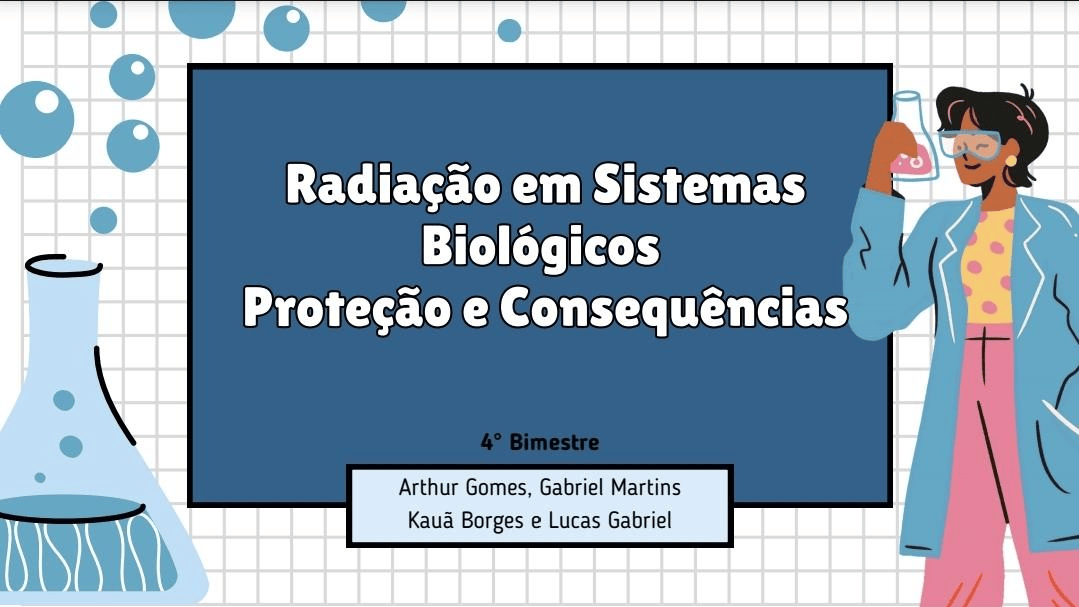 Radiação em Sistemas
Biológicos
Proteção e Consequências
4° Bimestre
Arthur Gomes, Gabriel Martins
Kauã Borges e Lucas Gabriel